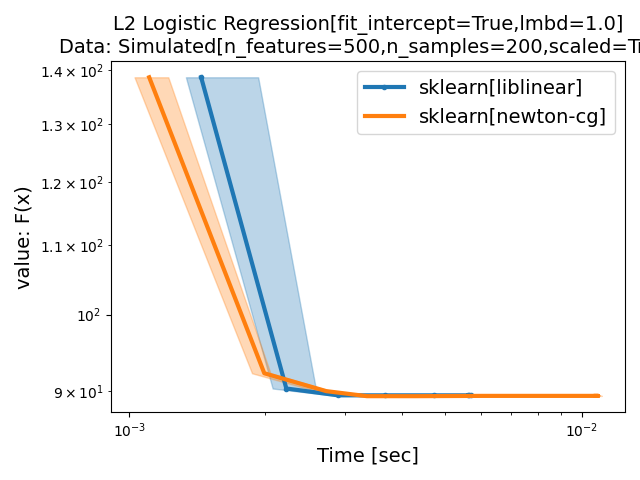 L2 Logistic Regression[fit_intercept=True,lmbd=1.0]
Data: Simulated[n_features=500,n_samples=200,scaled=T
sklearn[liblinear]
sklearn[newton-cg]
value: F(x)
1.4 × 10²
1.3 × 10²
1.2 × 10²
1.1 × 10²
10²
9 × 10¹
10⁻³
10⁻²
Time [sec]